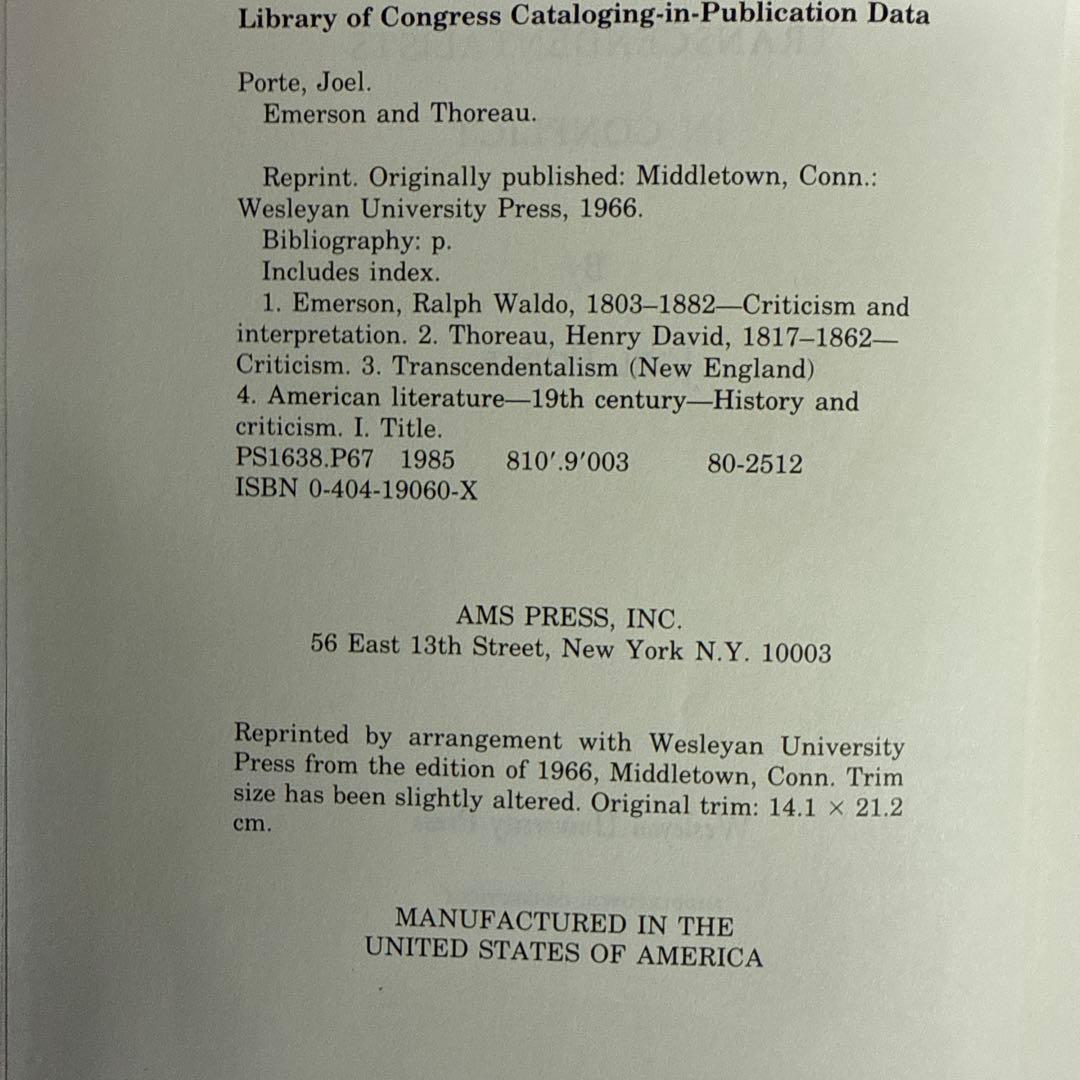 Library of Congress Cataloging-in-Publication Data
Porte, Joel.
Emerson and Thoreau.
Reprint. Originally published: Middletown, Conn.:
Wesleyan University Press, 1966.
Bibliography: p.
Includes index.
1. Emerson, Ralph Waldo, 1803–1882—Criticism and
interpretation. 2. Thoreau, Henry David, 1817–1862—
Criticism. 3. Transcendentalism (New England)
4. American literature—19th century—History and
criticism. I. Title.
PS1638.P67 1985 810′.9′003 80-2512
ISBN 0-404-19060-X
AMS PRESS, INC.
56 East 13th Street, New York N.Y. 10003
Reprinted by arrangement with Wesleyan University
Press from the edition of 1966, Middletown, Conn. Trim
size has been slightly altered. Original trim: 14.1 × 21.2
cm.
MANUFACTURED IN THE
UNITED STATES OF AMERICA